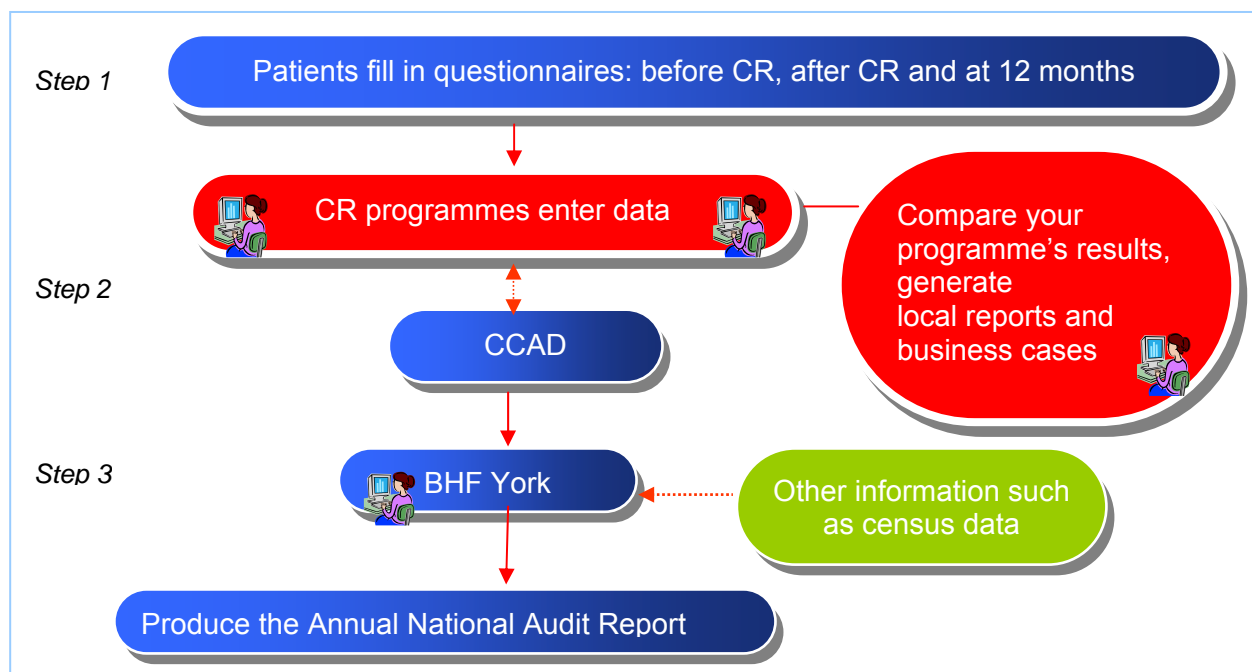 Step 1
Patients fill in questionnaires: before CR, after CR and at 12 months
CR programmes enter data
Compare your
programme's results,
generate
local reports and
business cases
Step 2
CCAD
Step 3
BHF York
Other information such
as census data
Produce the Annual National Audit Report